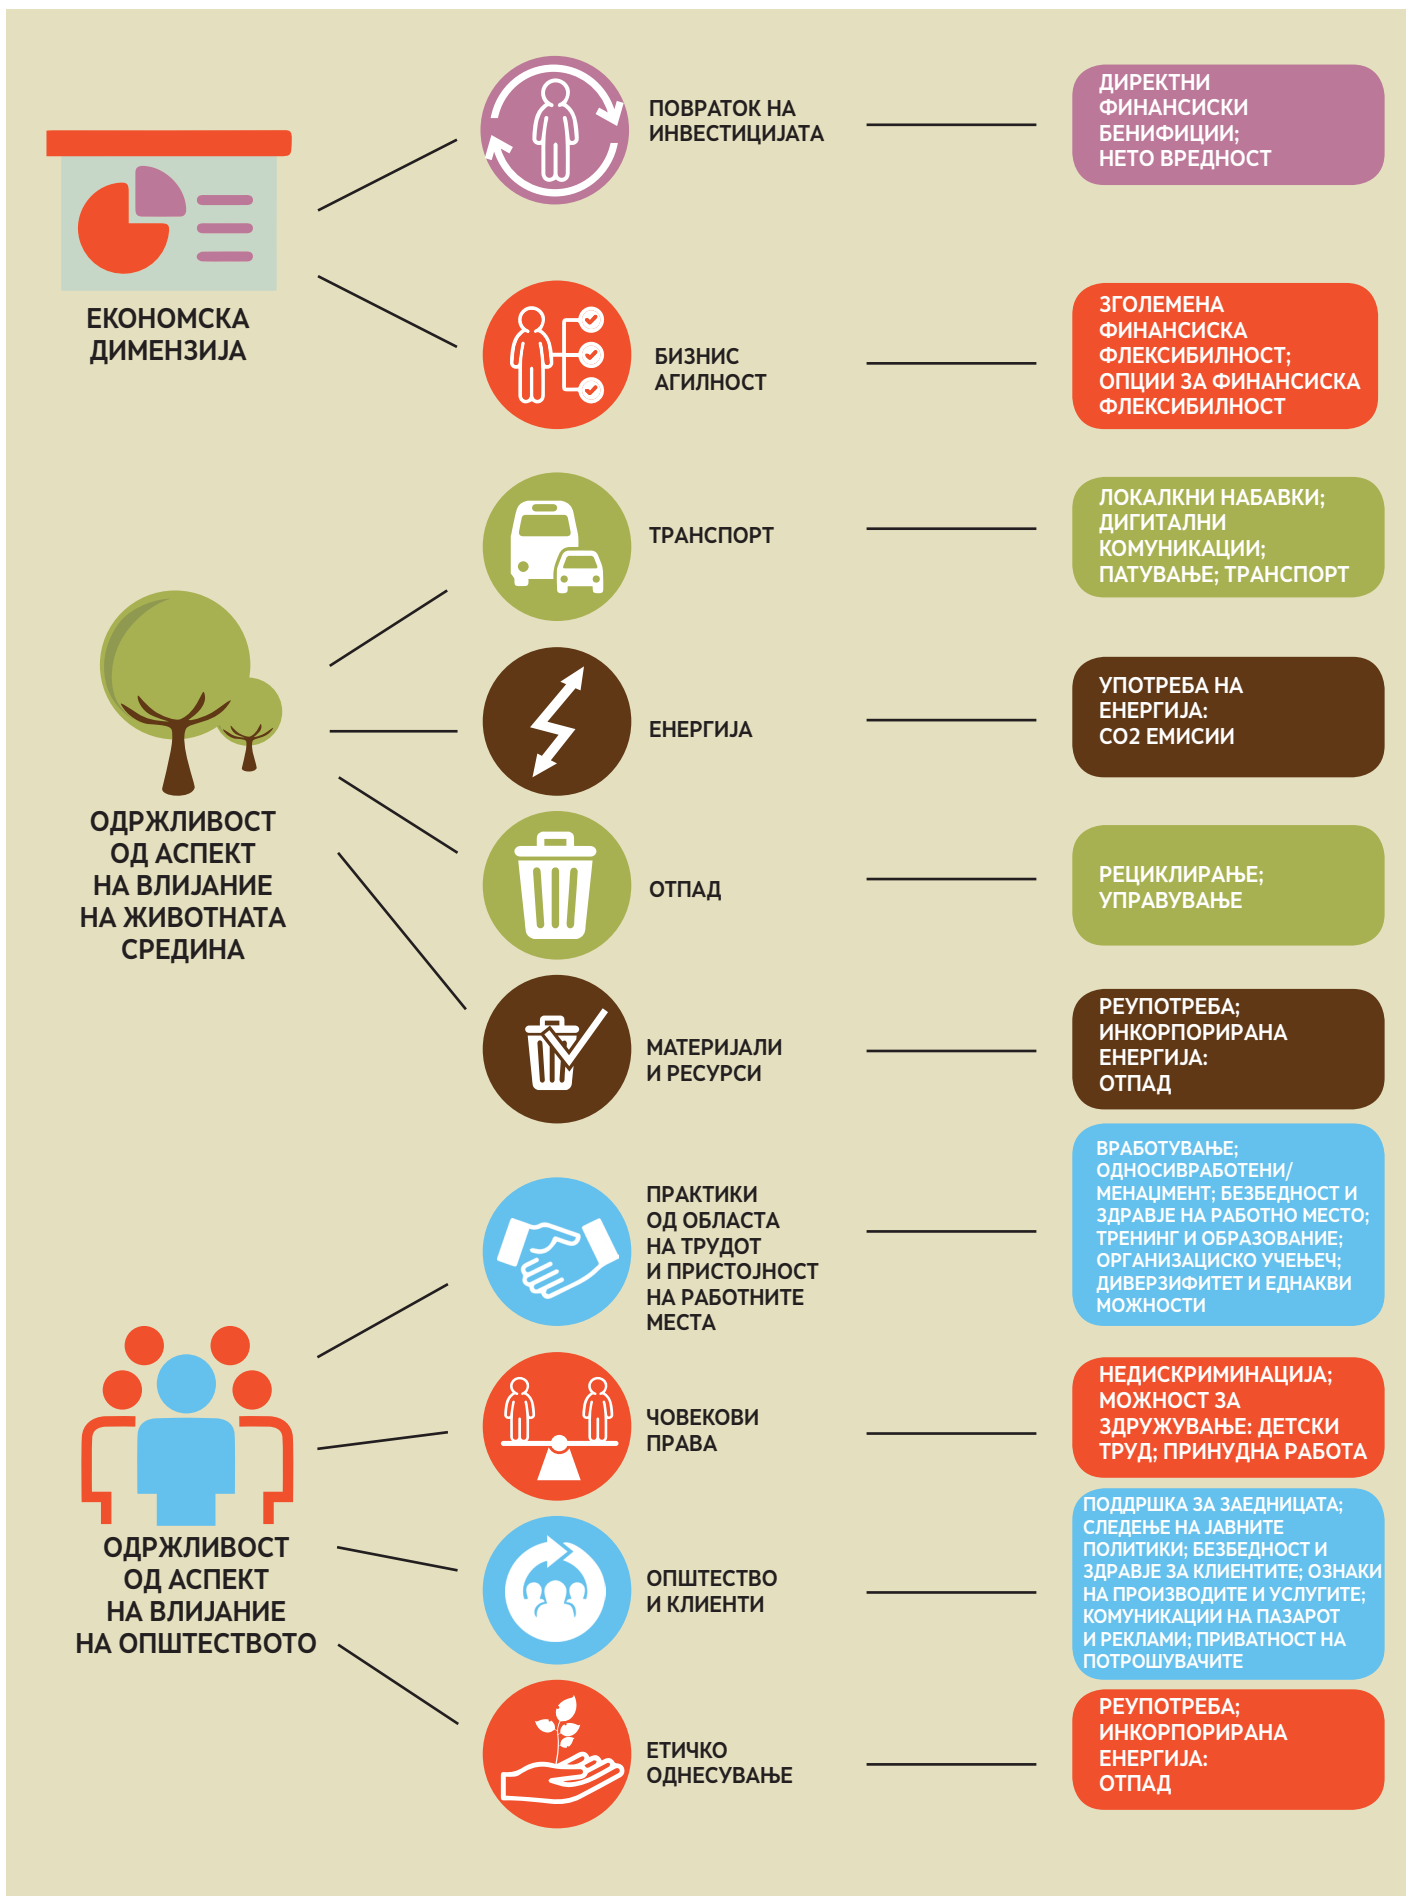 ЕКОНОМСКА
ДИМЕНЗИЈА
ПОВРАТОК НА
ИНВЕСТИЦИЈАТА
ДИРЕКТНИ
ФИНАНСИСКИ
БЕНИФИЦИИ;
НЕТО ВРЕДНОСТ
БИЗНИС
АГИЛНОСТ
ЗГОЛЕМЕНА
ФИНАНСИСКА
ФЛЕКСИБИЛНОСТ;
ОПЦИИ ЗА ФИНАНСИСКА
ФЛЕКСИБИЛНОСТ
ОДРЖЛИВОСТ
ОД АСПЕКТ
НА ВЛИЈАНИЕ
НА ЖИВОТНАТА
СРЕДИНА
ТРАНСПОРТ
ЛОКАЛКНИ НАБАВКИ;
ДИГИТАЛНИ
КОМУНИКАЦИИ;
ПАТУВАЊЕ; ТРАНСПОРТ
ЕНЕРГИЈА
УПОТРЕБА НА
ЕНЕРГИЈА:
СО2 ЕМИСИИ
ОТПАД
РЕЦИКЛИРАЊЕ;
УПРАВУВАЊЕ
МАТЕРИЈАЛИ
И РЕСУРСИ
РЕУПОТРЕБА;
ИНКОРПОРИРАНА
ЕНЕРГИЈА:
ОТПАД
ОДРЖЛИВОСТ
ОД АСПЕКТ
НА ВЛИЈАНИЕ
НА ОПШТЕСТВОТО
ПРАКТИКИ
ОД ОБЛАСТА
НА ТРУДОТ
И ПРИСТОЈНОСТ
НА РАБОТНИТЕ
МЕСТА
ВРАБОТУВАЊЕ;
ОДНОСИВРАБОТЕНИ/
МЕНАЏМЕНТ; БЕЗБЕДНОСТ И
ЗДРАВЈЕ НА РАБОТНО МЕСТО;
ТРЕНИНГ И ОБРАЗОВАНИЕ;
ОРГАНИЗАЦИСКО УЧЕЊЕЧ;
ДИВЕРЗИФИТЕТ И ЕДНАКВИ
МОЖНОСТИ
ЧОВЕКОВИ
ПРАВА
НЕДИСКРИМИНАЦИЈА;
МОЖНОСТ ЗА
ЗДРУЖУВАЊЕ: ДЕТСКИ
ТРУД; ПРИНУДНА РАБОТА
ОПШТЕСТВО
И КЛИЕНТИ
ПОДДРШКА ЗА ЗАЕДНИЦАТА;
СЛЕДЕЊЕ НА ЈАВНИТЕ
ПОЛИТИКИ; БЕЗБЕДНОСТ И
ЗДРАВЈЕ ЗА КЛИЕНТИТЕ; ОЗНАКИ
НА ПРОИЗВОДИТЕ И УСЛУГИТЕ;
КОМУНИКАЦИИ НА ПАЗАРОТ
И РЕКЛАМИ; ПРИВАТНОСТ НА
ПОТРОШУВАЧИТЕ
ЕТИЧКО
ОДНЕСУВАЊЕ
РЕУПОТРЕБА;
ИНКОРПОРИРАНА
ЕНЕРГИЈА:
ОТПАД